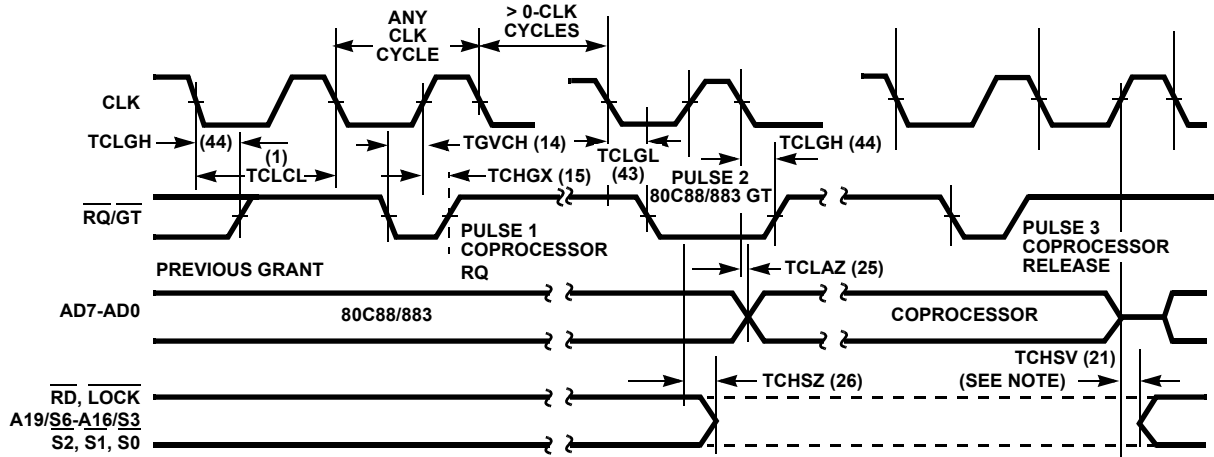 ANY
CLK
CYCLE
> 0-CLK
CYCLES
CLK
TCLGH
(44)
(1)
TCLCL
TGVCH (14)
TCHGX (15)
TCLGL
(43)
PULSE 2
80C88/883 GT
TCLGH (44)
RQ/GT
PULSE 1
COPROCESSOR
RQ
PULSE 3
COPROCESSOR
RELEASE
PREVIOUS GRANT
TCLAZ (25)
AD7-AD0
80C88/883
COPROCESSOR
TCHSZ (26)
TCHSV (21)
(SEE NOTE)
RD, LOCK
A19/S6-A16/S3
S2, S1, S0